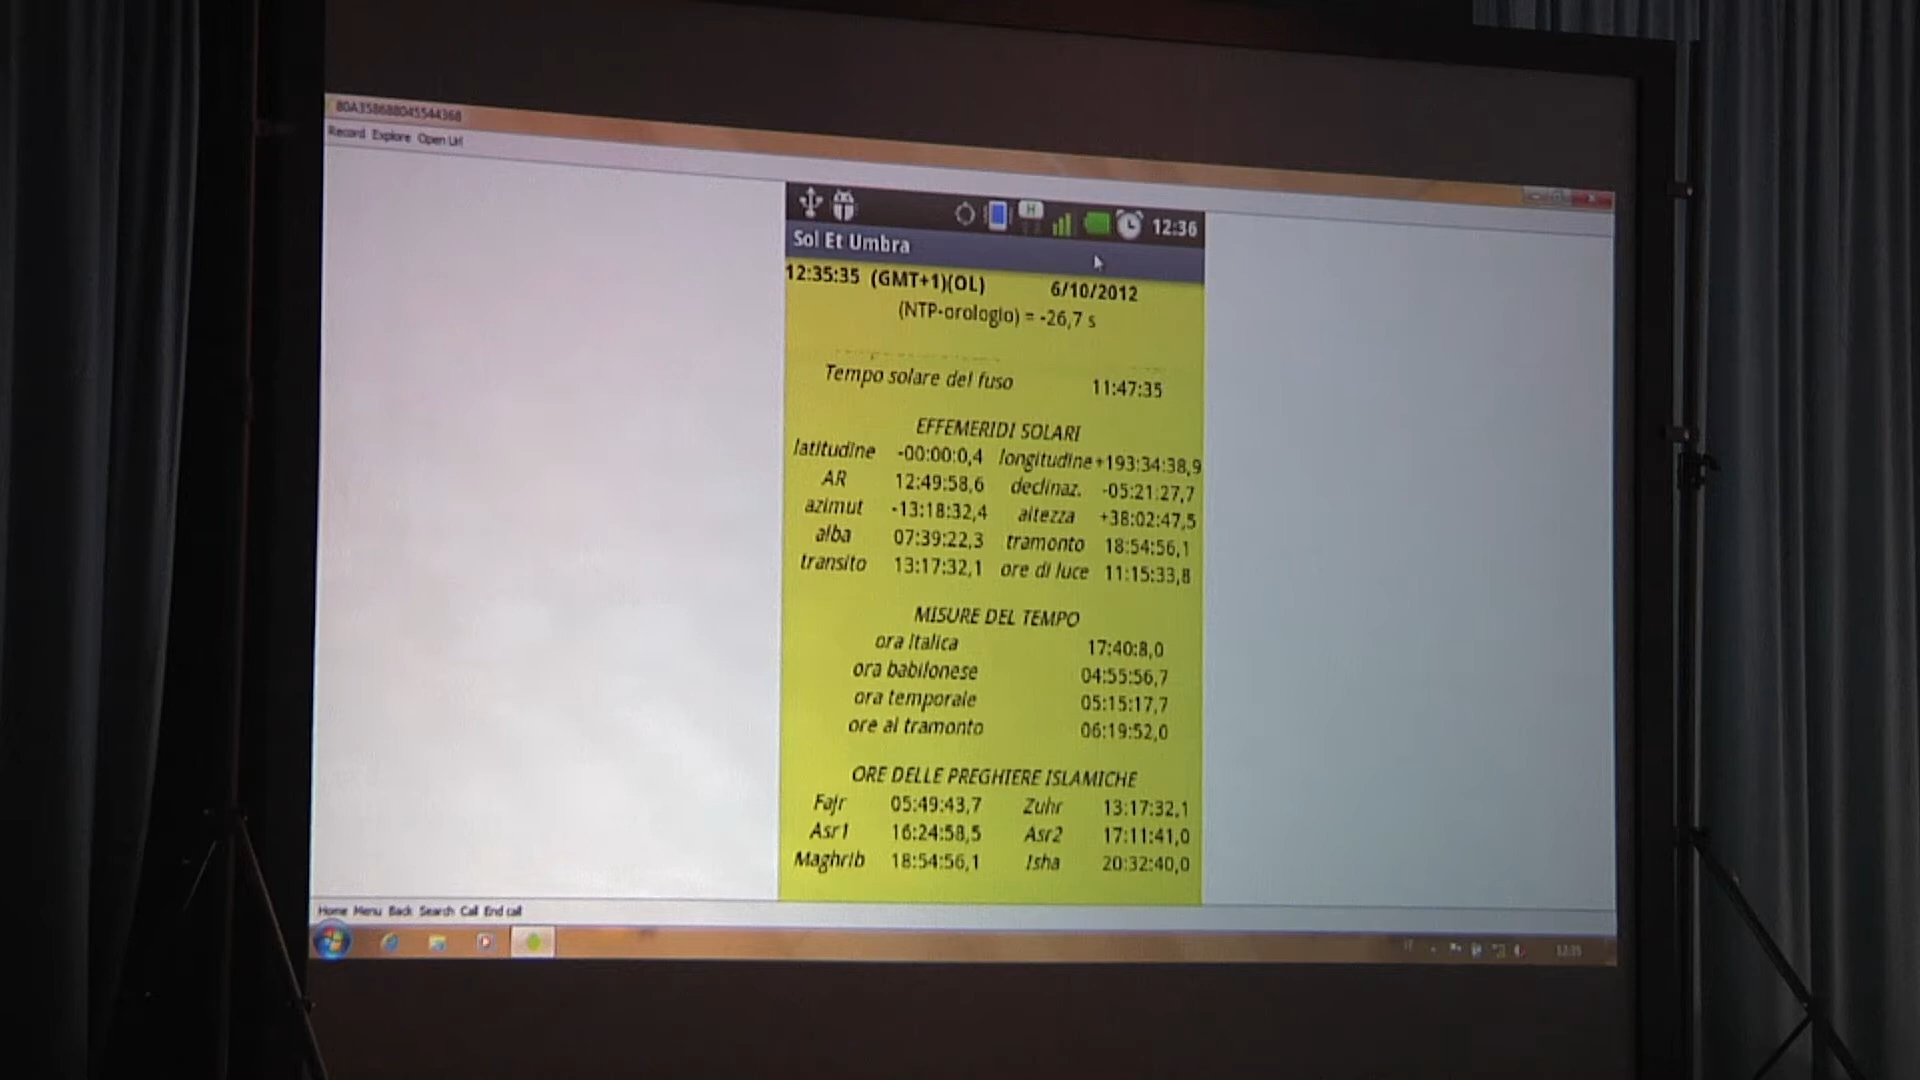 80A358688045544368
Record Explore Open Url
H 12:36
Sol Et Umbra
12:35:35 (GMT+1)(OL) 6/10/2012
(NTP-orologio) = -26,7 s
Tempo solare del fuso 11:47:35
EFFEMERIDI SOLARI
latitudine -00:00:0,4 longitudine +193:34:38,9
AR 12:49:58,6 declinaz. -05:21:27,7
azimut -13:18:32,4 altezza +38:02:47,5
alba 07:39:22,3 tramonto 18:54:56,1
transito 13:17:32,1 ore di luce 11:15:33,8
MISURE DEL TEMPO
ora Italica 17:40:8,0
ora babilonese 04:55:56,7
ora temporale 05:15:17,7
ore al tramonto 06:19:52,0
ORE DELLE PREGHIERE ISLAMICHE
Fajr 05:49:43,7 Zuhr 13:17:32,1
Asr1 16:24:58,5 Asr2 17:11:41,0
Maghrib 18:54:56,1 Isha 20:32:40,0
Home Menu Back Search Call End call
IT 12:35